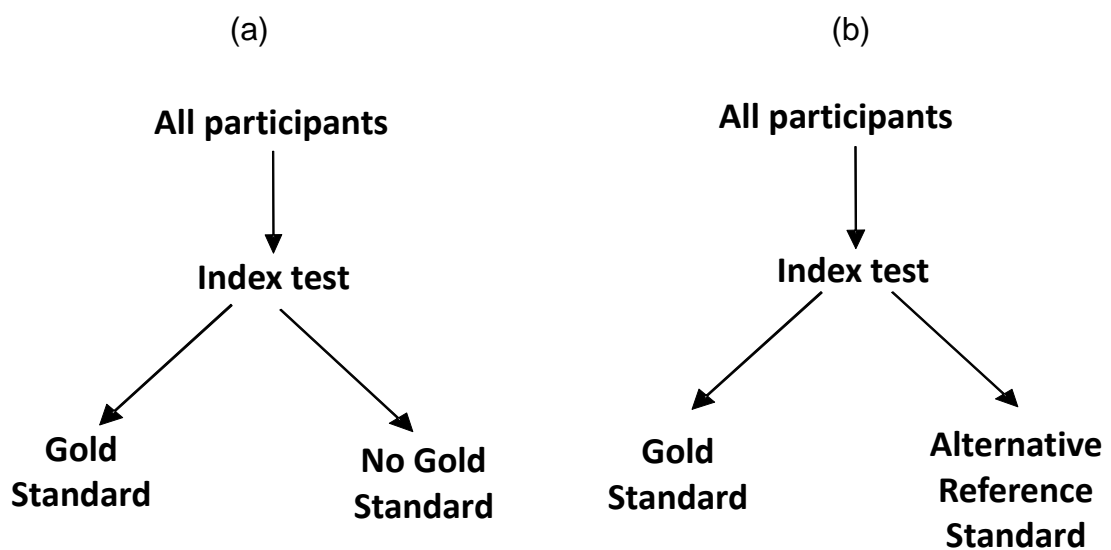 (a)
All participants
Index test
Gold
Standard
No Gold
Standard
(b)
All participants
Index test
Gold
Standard
Alternative
Reference
Standard